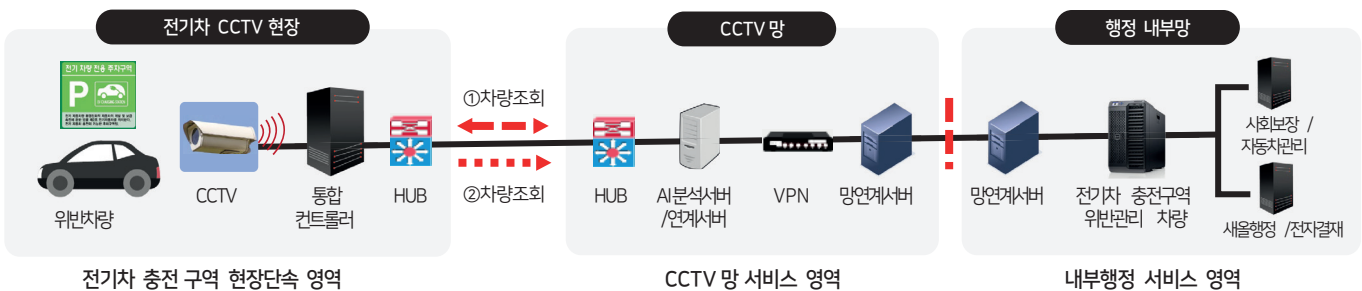 전기차 CCTV 현장
CCTV 망
행정 내부망
전기 차량 전용 주차구역
P
①차량조회
②차량조회
위반차량
CCTV
통합
컨트롤러
HUB
HUB
AI분석서버
/연계서버
VPN
망연계서버
망연계서버
전기차 충전구역
위반관리 차량
사회보장 /
자동차관리
새올행정 /전자결재
전기차 충전 구역 현장단속 영역
CCTV 망 서비스 영역
내부행정 서비스 영역